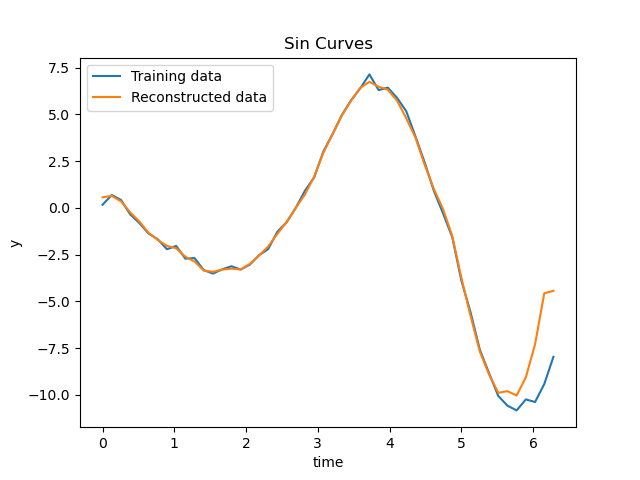 Sin Curves
Training data
Reconstructed data
7.5
5.0
2.5
0.0
−2.5
−5.0
−7.5
−10.0
y
0 1 2 3 4 5 6
time